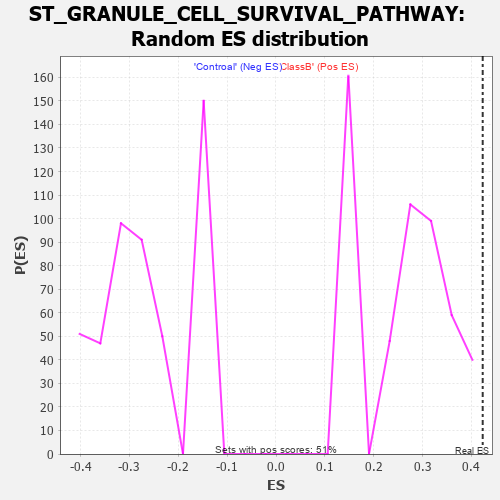 ST_GRANULE_CELL_SURVIVAL_PATHWAY:
Random ES distribution
'Controal' (Neg ES)
ClassB' (Pos ES)
160
150
140
130
120
110
100
90
80
70
60
50
40
30
20
10
0
P(ES)
Sets with pos scores: 51%
Real ES
-0.4 -0.3 -0.2 -0.1 0.0 0.1 0.2 0.3 0.4
ES